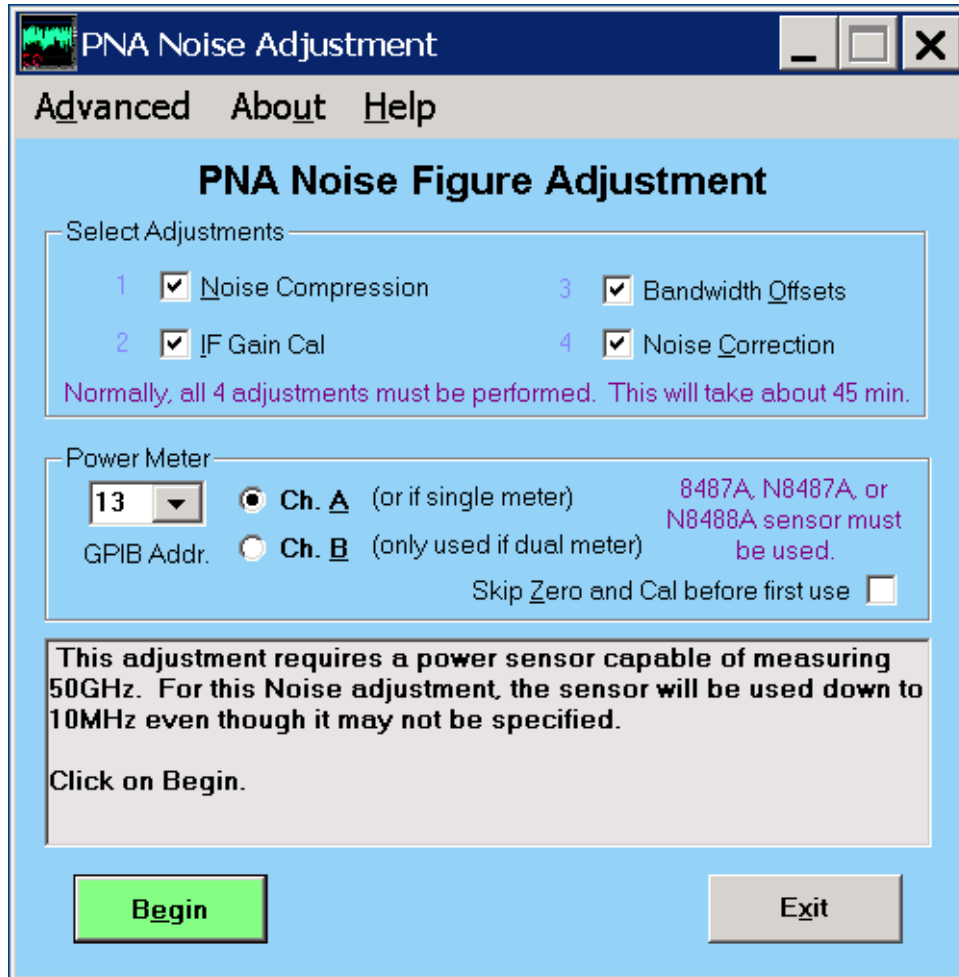 PNA Noise Adjustment
Advanced About Help
PNA Noise Figure Adjustment
Select Adjustments
1 Noise Compression
3 Bandwidth Offsets
2 IF Gain Cal
4 Noise Correction
Normally, all 4 adjustments must be performed. This will take about 45 min.
Power Meter
13
Ch. A (or if single meter)
GPIB Addr.
Ch. B (only used if dual meter)
8487A, N8487A, or
N8488A sensor must
be used.
Skip Zero and Cal before first use
This adjustment requires a power sensor capable of measuring
50GHz. For this Noise adjustment, the sensor will be used down to
10MHz even though it may not be specified.
Click on Begin.
Begin
Exit